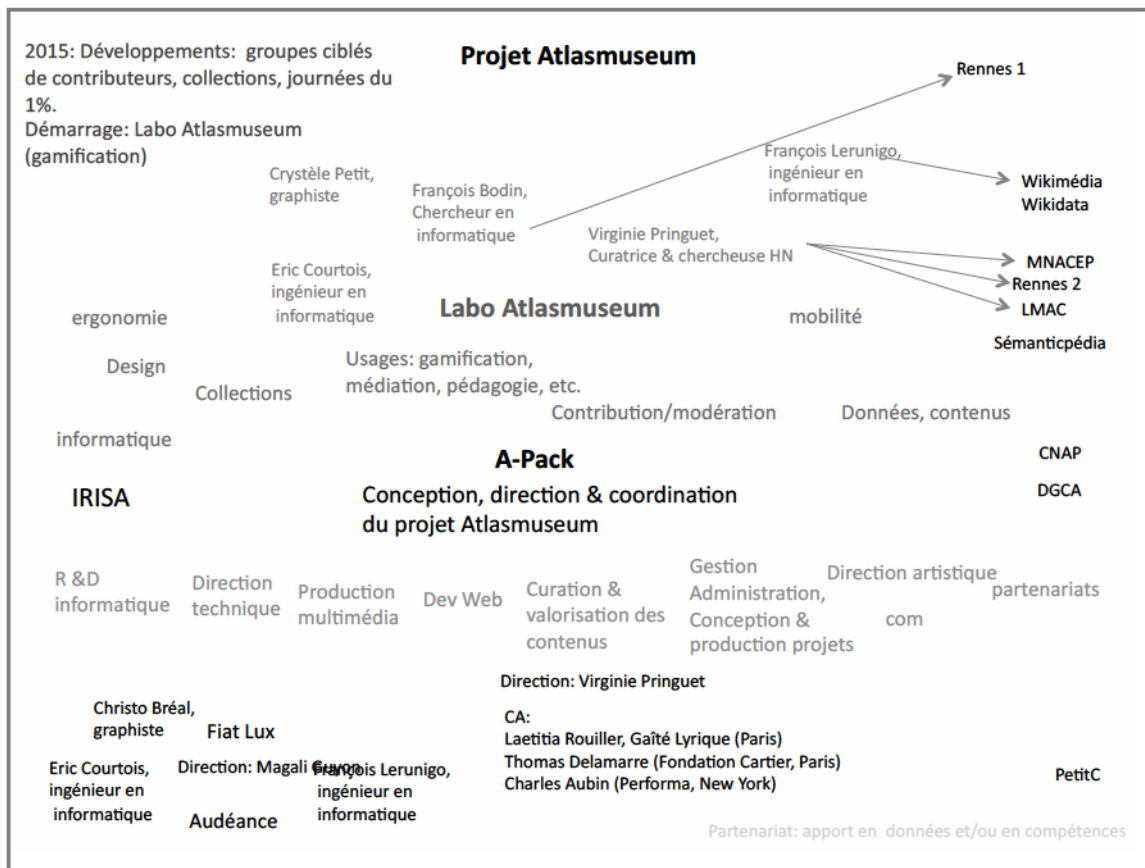 2015: Développements: groupes ciblés
de contributeurs, collections, journées du
1%.
Démarrage: Labo Atlasmuseum
(gamification)
Projet Atlasmuseum
Rennes 1
Crystèle Petit,
graphiste
François Bodin,
Chercheur en
informatique
François Lerunigo,
ingénieur en
informatique
Wikimédia
Wikidata
Virginie Pringuet,
Curatrice & chercheuse HN
MNACEP
Rennes 2
LMAC
Sémanticpédia
Eric Courtois,
ingénieur en
informatique
ergonomie
Labo Atlasmuseum
mobilité
Design
Collections
Usages: gamification,
médiation, pédagogie, etc.
Contribution/modération
Données, contenus
informatique
A-Pack
CNAP
IRISA
Conception, direction & coordination
du projet Atlasmuseum
DGCA
R &D
informatique
Direction
technique
Production
multimédia
Dev Web
Curation &
valorisation des
contenus
Gestion
Administration,
Conception &
production projets
Direction artistique
com
partenariats
Direction: Virginie Pringuet
Christo Bréal,
graphiste
Fiat Lux
CA:
Laetitia Rouiller, Gaîté Lyrique (Paris)
Thomas Delamarre (Fondation Cartier, Paris)
Charles Aubin (Performa, New York)
Eric Courtois,
ingénieur en
informatique
Direction: Magali Guyon
François Lerunigo,
ingénieur en
informatique
Audéance
PetitC
Partenariat: apport en données et/ou en compétences